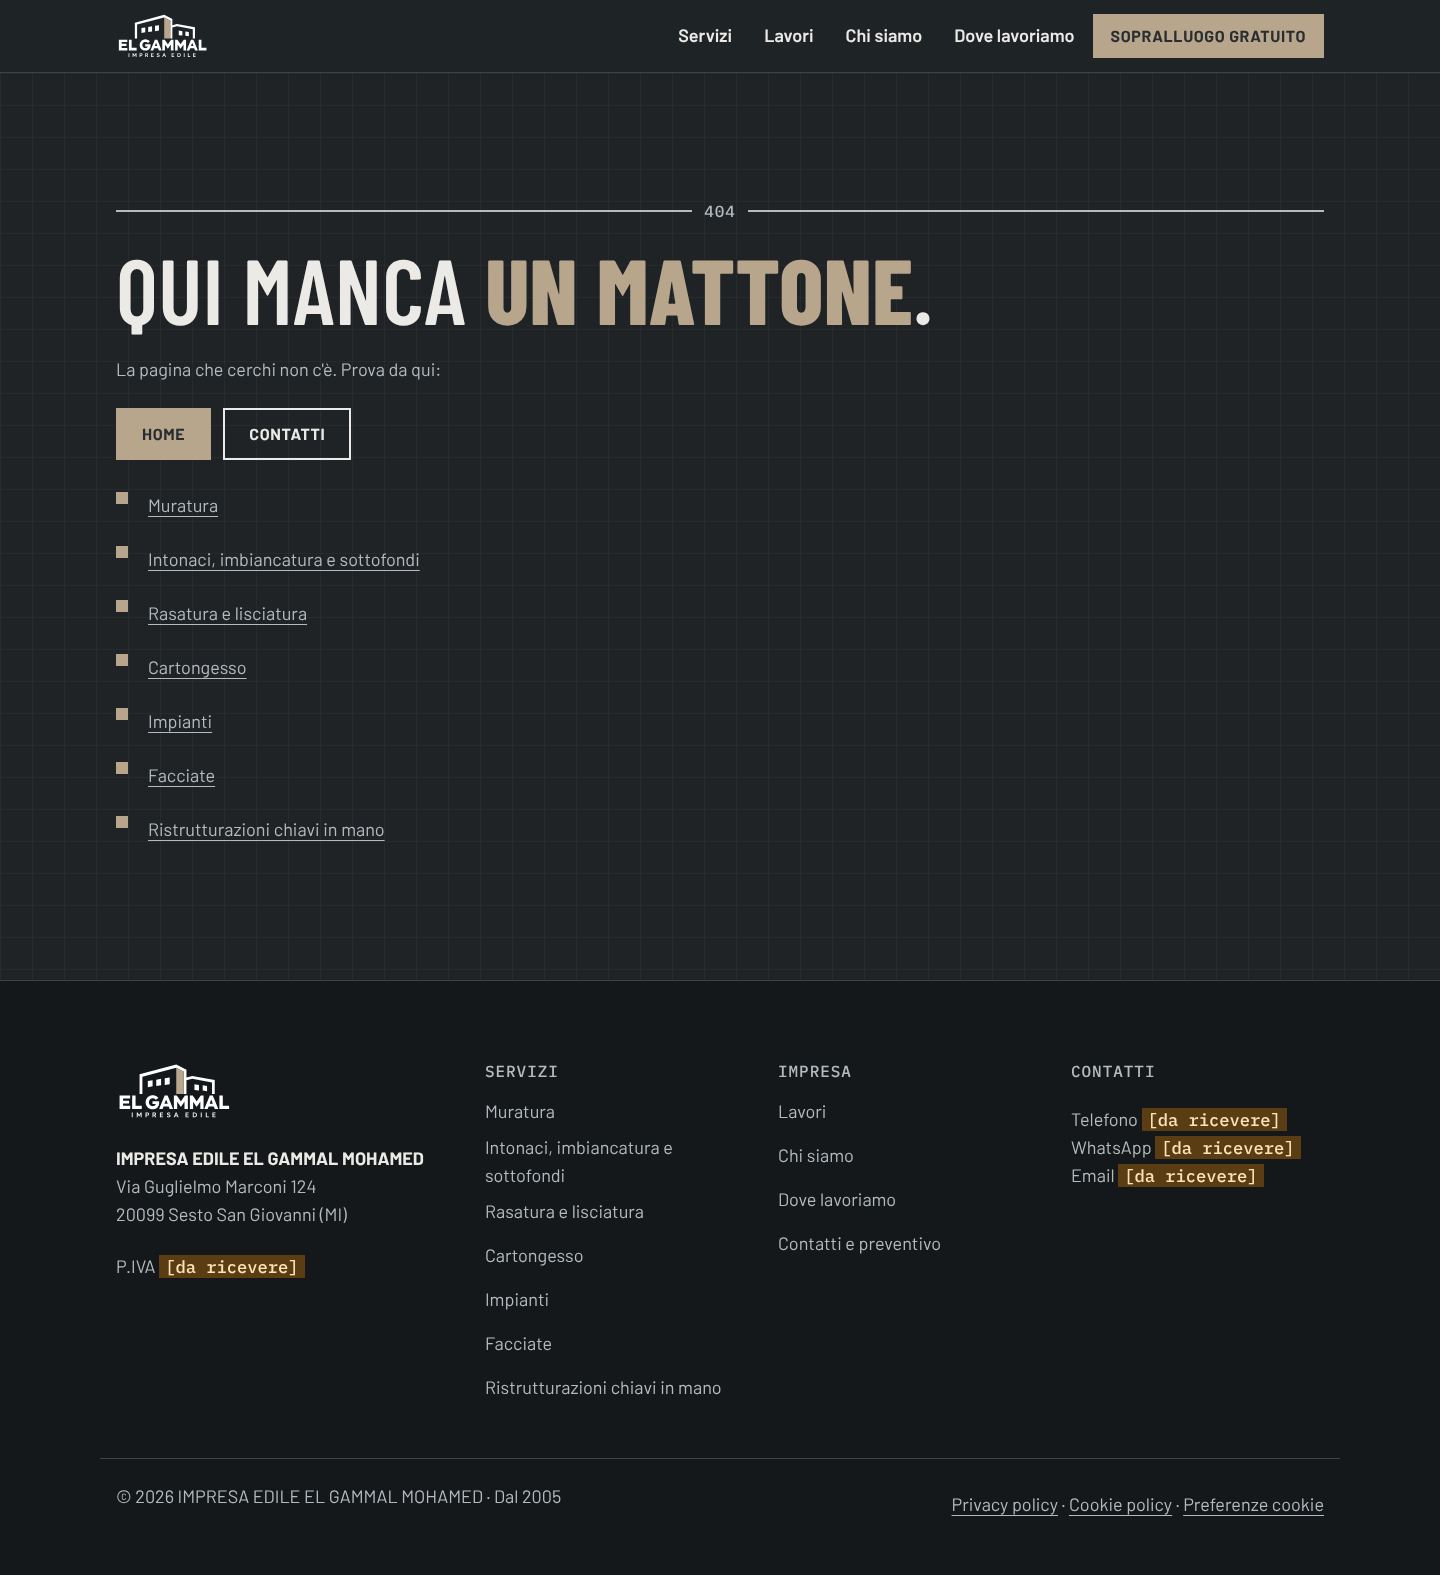 EL GAMMAL
IMPRESA EDILE
Servizi
Lavori
Chi siamo
Dove lavoriamo
SOPRALLUOGO GRATUITO
404
QUI MANCA UN MATTONE.
La pagina che cerchi non c'è. Prova da qui:
HOME
CONTATTI
Muratura
Intonaci, imbiancatura e sottofondi
Rasatura e lisciatura
Cartongesso
Impianti
Facciate
Ristrutturazioni chiavi in mano
EL GAMMAL
IMPRESA EDILE
IMPRESA EDILE EL GAMMAL MOHAMED
Via Guglielmo Marconi 124
20099 Sesto San Giovanni (MI)
P.IVA [da ricevere]
SERVIZI
Muratura
Intonaci, imbiancatura e
sottofondi
Rasatura e lisciatura
Cartongesso
Impianti
Facciate
Ristrutturazioni chiavi in mano
IMPRESA
Lavori
Chi siamo
Dove lavoriamo
Contatti e preventivo
CONTATTI
Telefono [da ricevere]
WhatsApp [da ricevere]
Email [da ricevere]
© 2026 IMPRESA EDILE EL GAMMAL MOHAMED · Dal 2005
Privacy policy · Cookie policy · Preferenze cookie